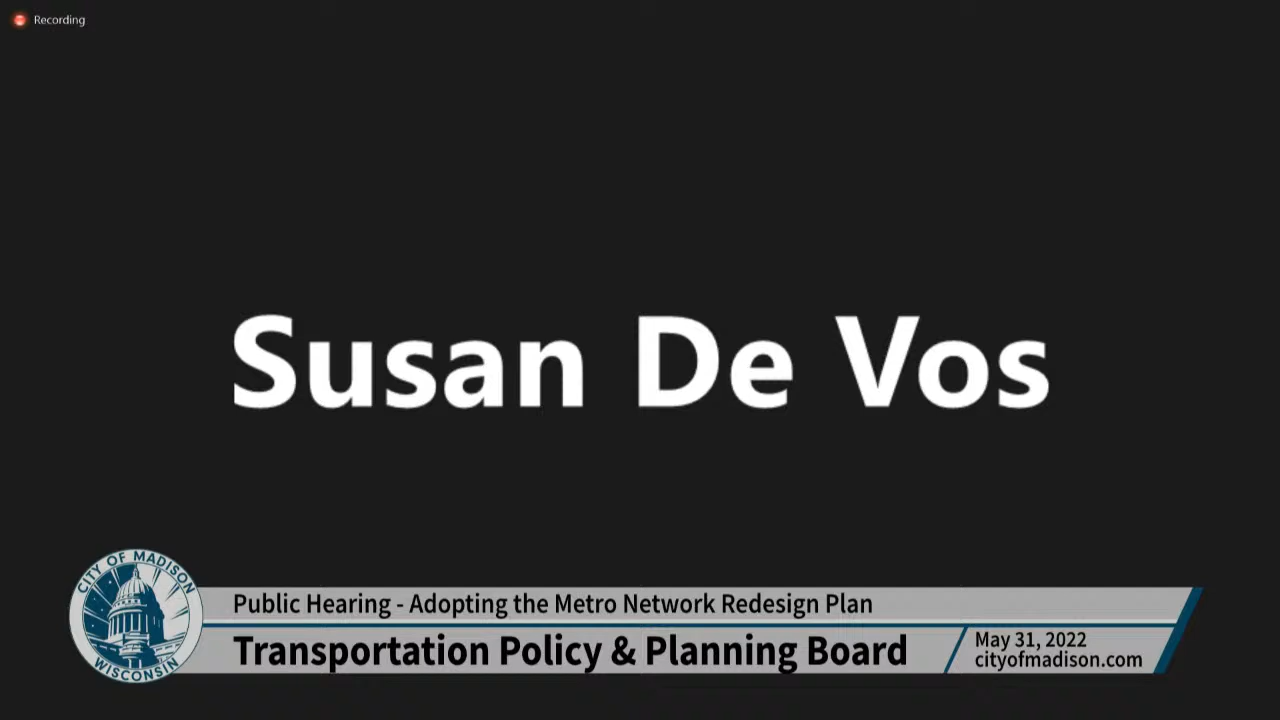 Recording
Susan De Vos
CITY OF MADISON
WISCONSIN
Public Hearing - Adopting the Metro Network Redesign Plan
Transportation Policy & Planning Board
May 31, 2022
cityofmadison.com